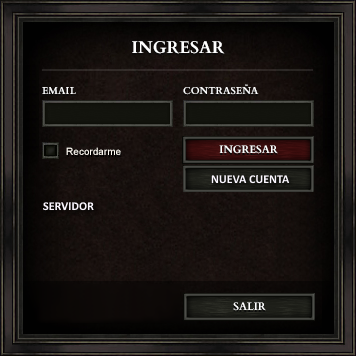 INGRESAR
EMAIL
CONTRASEÑA
Recordarme
INGRESAR
NUEVA CUENTA
SERVIDOR
SALIR